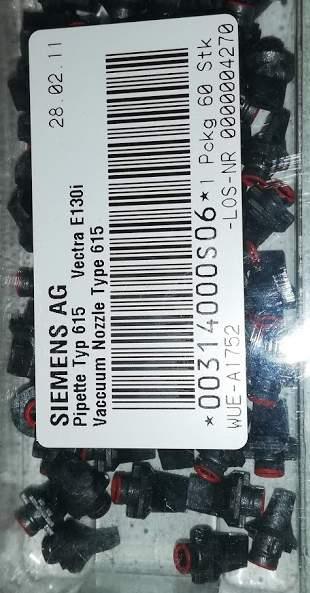 28.02.11
SIEMENS AG
Pipette Typ 615 Vectra E130i
Vaccuum Nozzle Type 615
*00314000S06*1 Pckg 60 Stk
WUE-A1752 -LOS-NR 0000004270